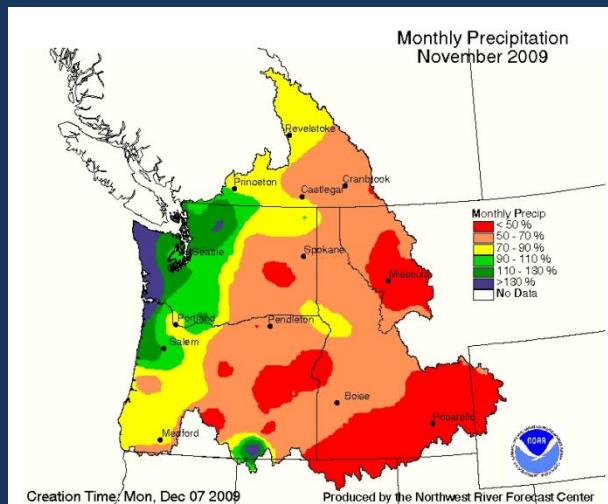 Monthly Precipitation
November 2009
Revelstoke
Princeton
Castlegar
Cranbrook
Seattle
Spokane
Missoula
Monthly Precip
< 50 %
50 - 70 %
70 - 90 %
90 - 110 %
110 - 130 %
>130 %
No Data
Portland
Pendleton
Salem
Boise
Pocatello
Medford
NOAA
Creation Time: Mon, Dec 07 2009
Produced by the Northwest River Forecast Center